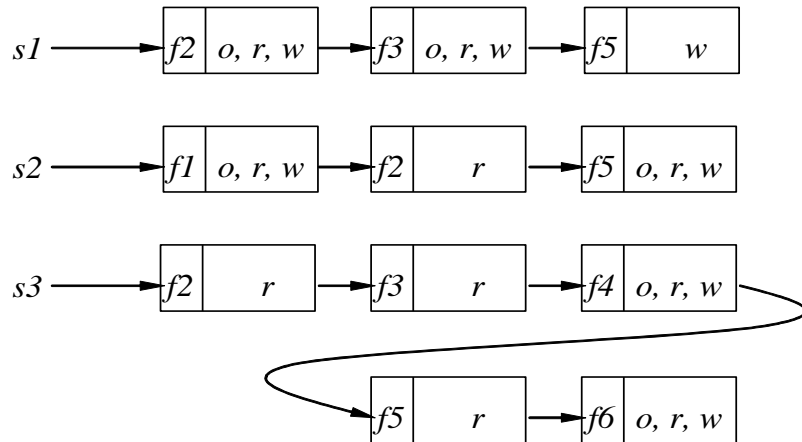 s1 f2 o, r, w f3 o, r, w f5 w
s2 f1 o, r, w f2 r f5 o, r, w
s3 f2 r f3 r f4 o, r, w
f5 r f6 o, r, w